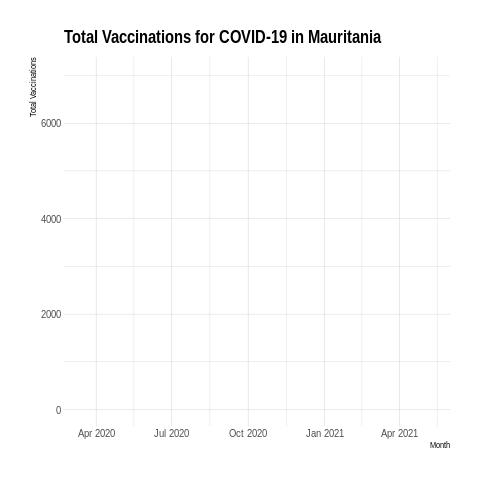 Total Vaccinations for COVID-19 in Mauritania
Total Vaccinations
6000
4000
2000
0
Apr 2020 Jul 2020 Oct 2020 Jan 2021 Apr 2021
Month